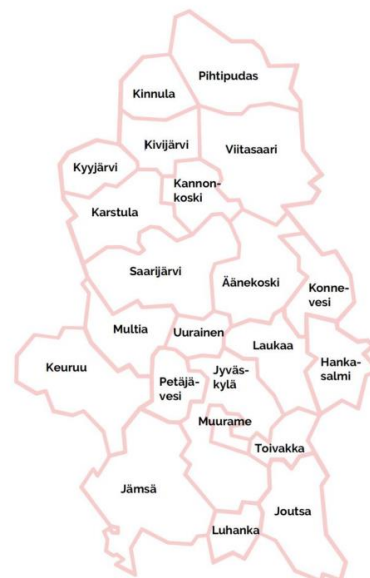 Pihtipudas
Kinnula
Kivijärvi
Viitasaari
Kyyjärvi
Kannon-
koski
Karstula
Saarijärvi
Äänekoski
Konne-
vesi
Multia
Uurainen
Laukaa
Keuruu
Hanka-
salmi
Petäjä-
vesi
Jyväs-
kylä
Muurame
Toivakka
Jämsä
Joutsa
Luhanka